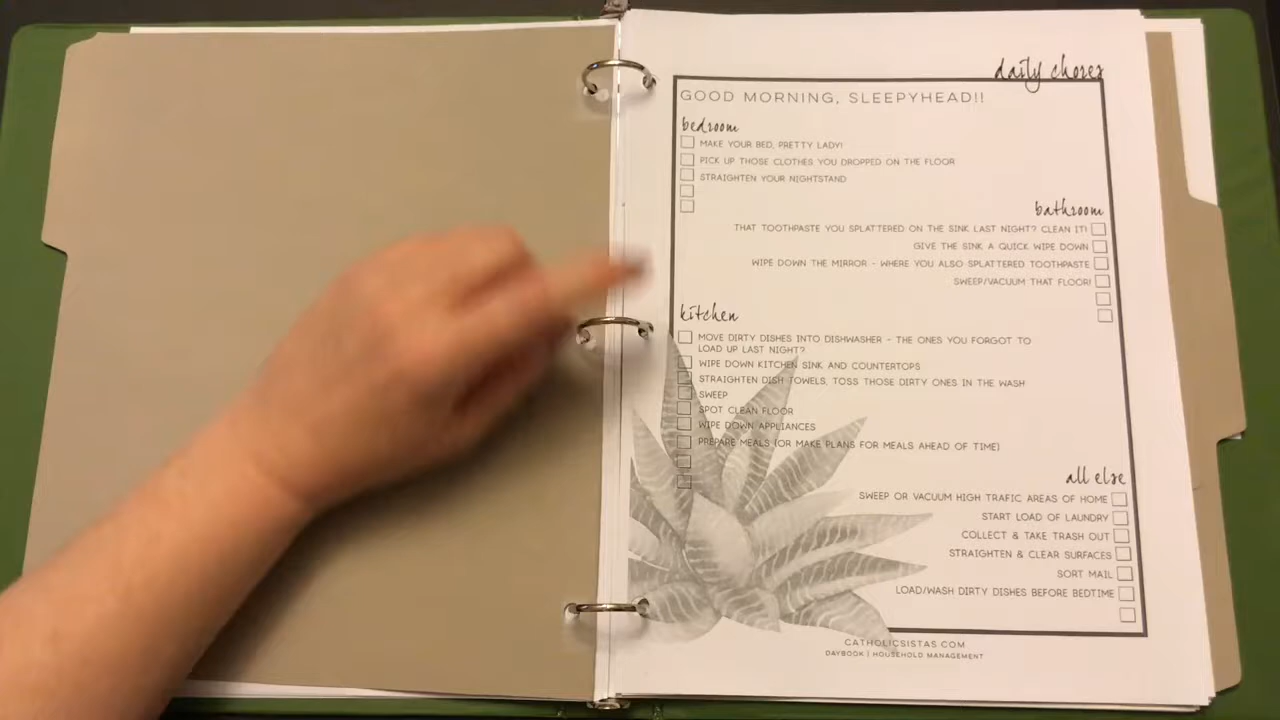 daily chores
GOOD MORNING, SLEEPYHEAD!!
bedroom
MAKE YOUR BED, PRETTY LADY!
PICK UP THOSE CLOTHES YOU DROPPED ON THE FLOOR
STRAIGHTEN YOUR NIGHTSTAND
bathroom
THAT TOOTHPASTE YOU SPLATTERED ON THE SINK LAST NIGHT? CLEAN IT!
GIVE THE SINK A QUICK WIPE DOWN
WIPE DOWN THE MIRROR - WHERE YOU ALSO SPLATTERED TOOTHPASTE
SWEEP/VACUUM THAT FLOOR!
kitchen
MOVE DIRTY DISHES INTO DISHWASHER - THE ONES YOU FORGOT TO
LOAD UP LAST NIGHT?
WIPE DOWN KITCHEN SINK AND COUNTERTOPS
STRAIGHTEN DISH TOWELS, TOSS THOSE DIRTY ONES IN THE WASH
SWEEP
SPOT CLEAN FLOOR
WIPE DOWN APPLIANCES
PREPARE MEALS (OR MAKE PLANS FOR MEALS AHEAD OF TIME)
all else
SWEEP OR VACUUM HIGH TRAFIC AREAS OF HOME
START LOAD OF LAUNDRY
COLLECT & TAKE TRASH OUT
STRAIGHTEN & CLEAR SURFACES
SORT MAIL
LOAD/WASH DIRTY DISHES BEFORE BEDTIME
CATHOLICSISTAS.COM
DAYBOOK | HOUSEHOLD MANAGEMENT